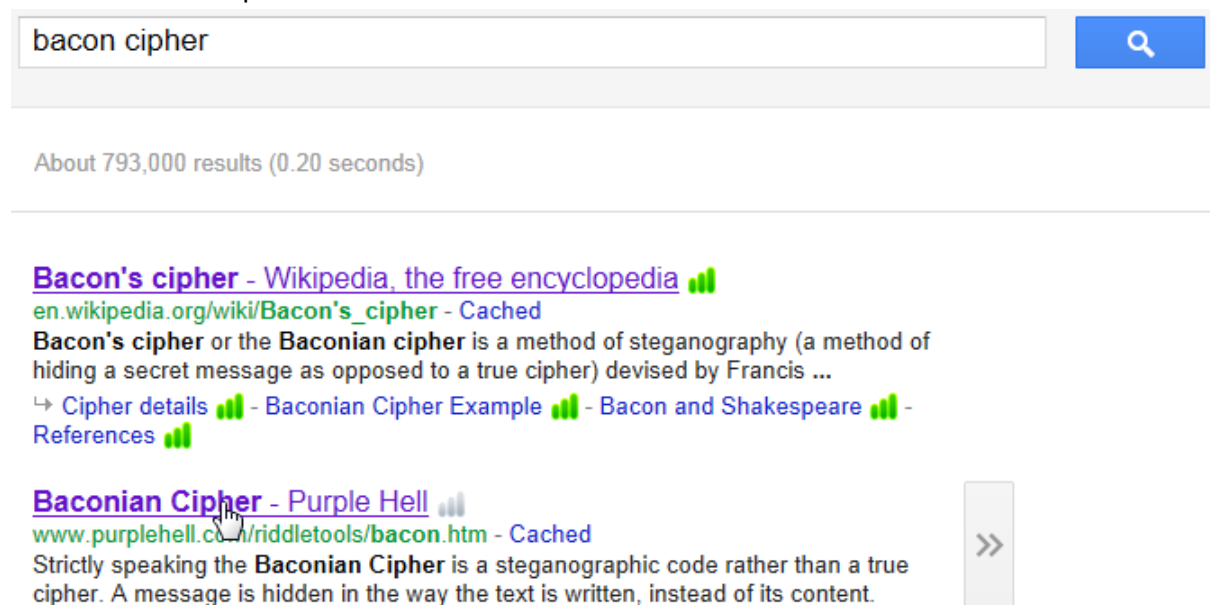 bacon cipher
About 793,000 results (0.20 seconds)
Bacon's cipher - Wikipedia, the free encyclopedia
en.wikipedia.org/wiki/Bacon's_cipher - Cached
Bacon's cipher or the Baconian cipher is a method of steganography (a method of
hiding a secret message as opposed to a true cipher) devised by Francis ...
↳ Cipher details - Baconian Cipher Example - Bacon and Shakespeare -
References
Baconian Cipher - Purple Hell
www.purplehell.com/riddletools/bacon.htm - Cached
Strictly speaking the Baconian Cipher is a steganographic code rather than a true
cipher. A message is hidden in the way the text is written, instead of its content.